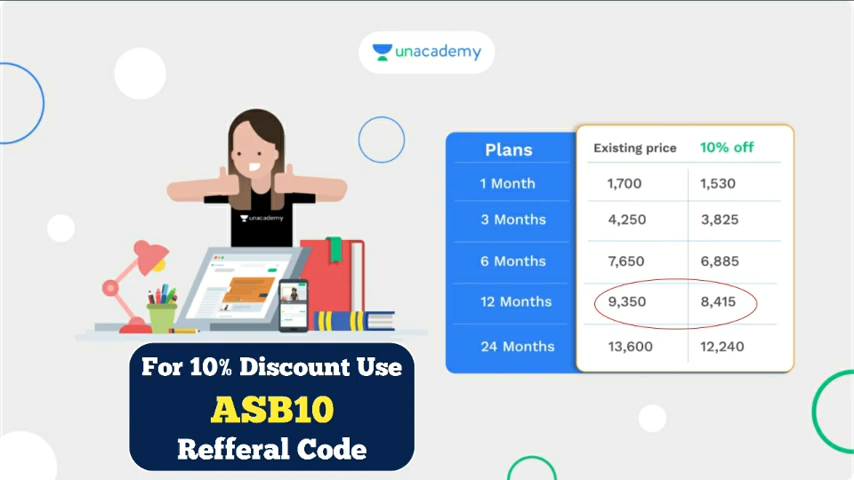 unacademy
Plans Existing price 10% off
1 Month 1,700 1,530
3 Months 4,250 3,825
6 Months 7,650 6,885
12 Months 9,350 8,415
24 Months 13,600 12,240
unacademy
For 10% Discount Use
ASB10
Refferal Code